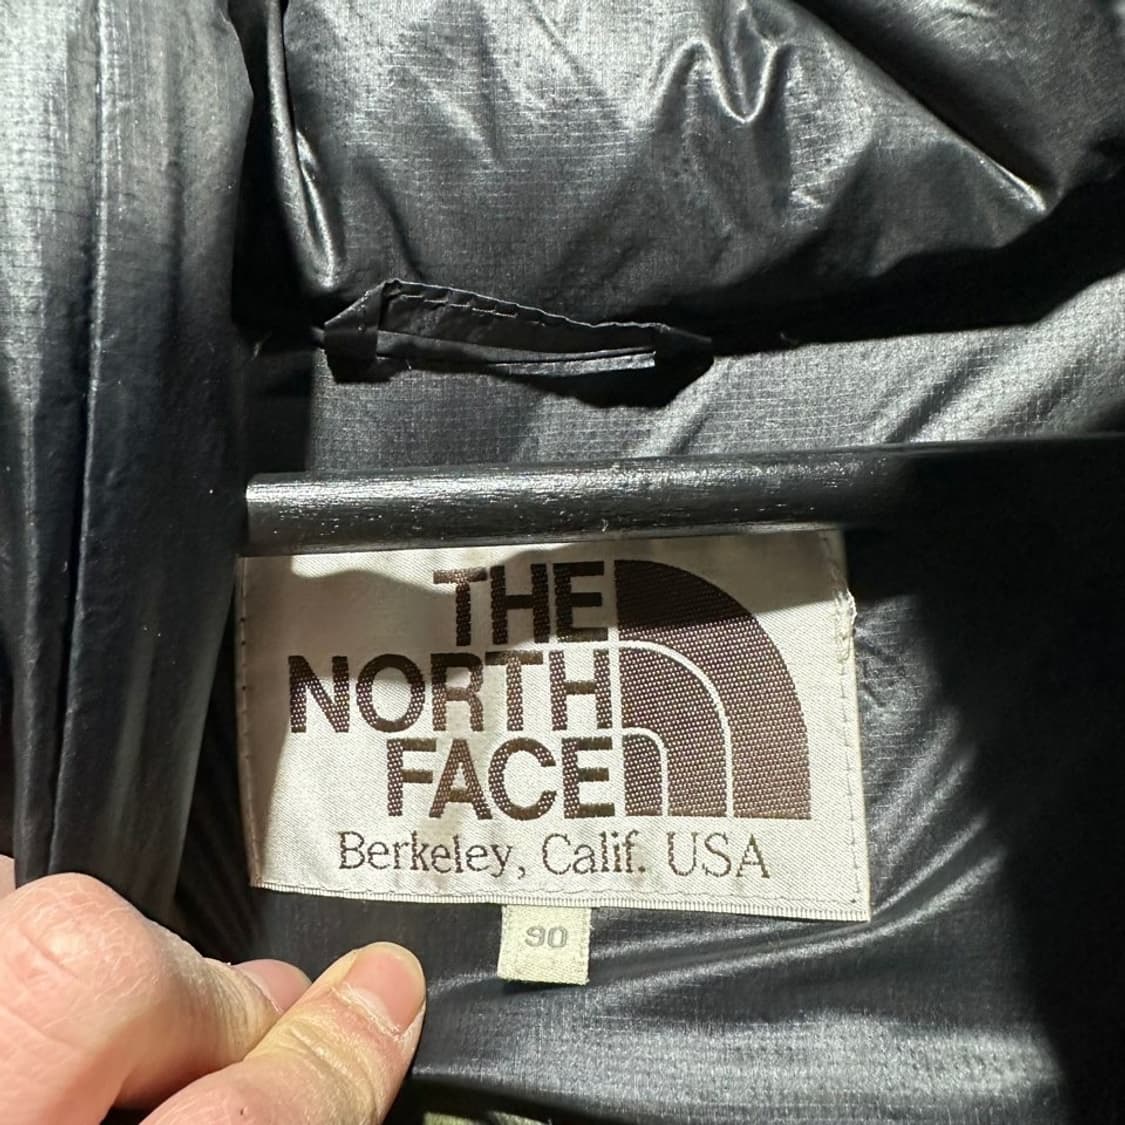 THE
NORTH
FACE
Berkeley, Calif. USA
90